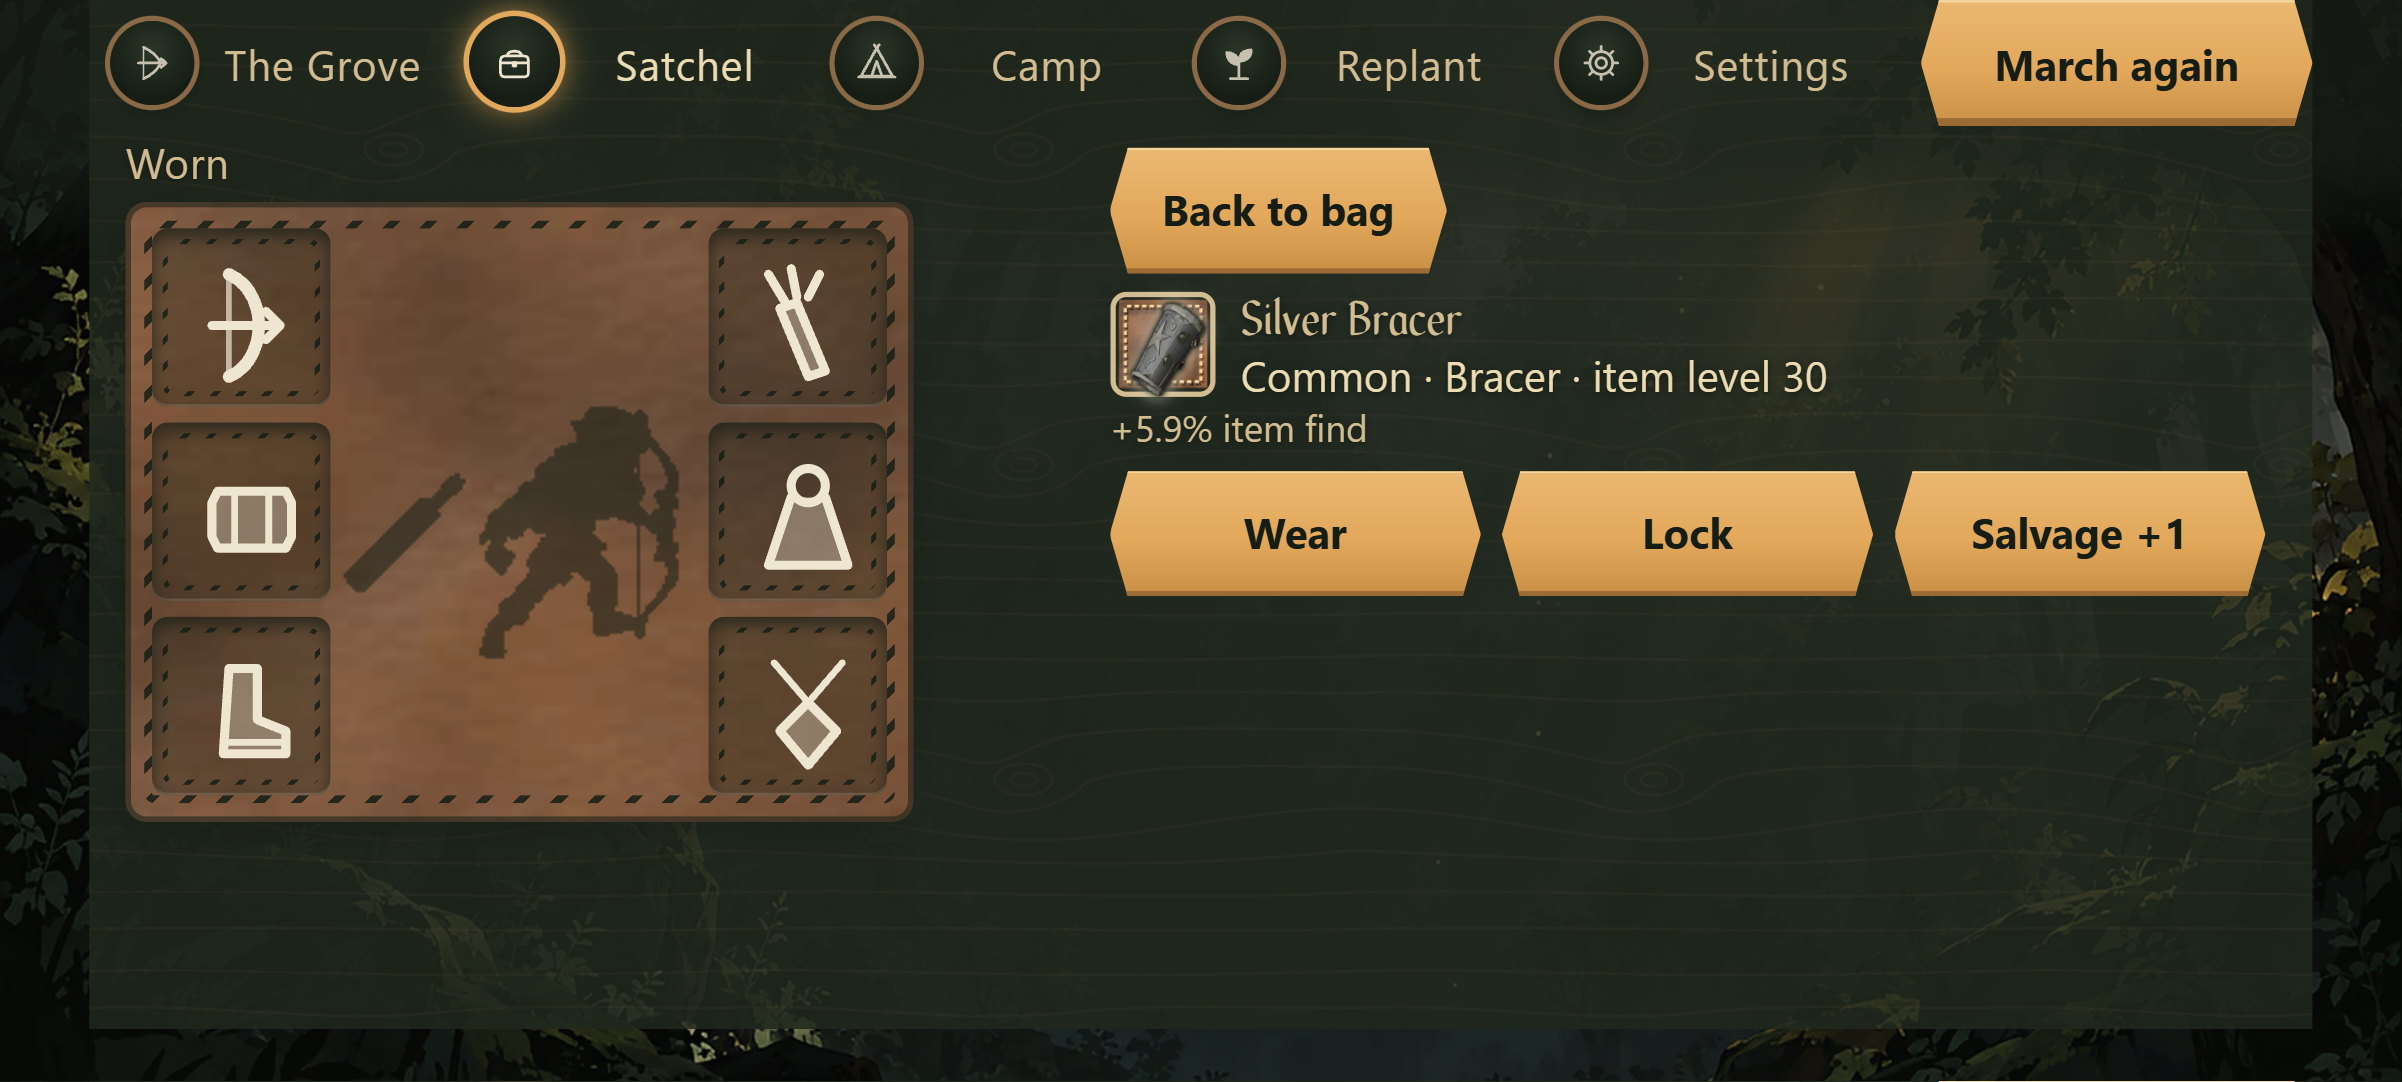 The Grove
Satchel
Camp
Replant
Settings
March again
Worn
Back to bag
Silver Bracer
Common · Bracer · item level 30
+5.9% item find
Wear
Lock
Salvage +1